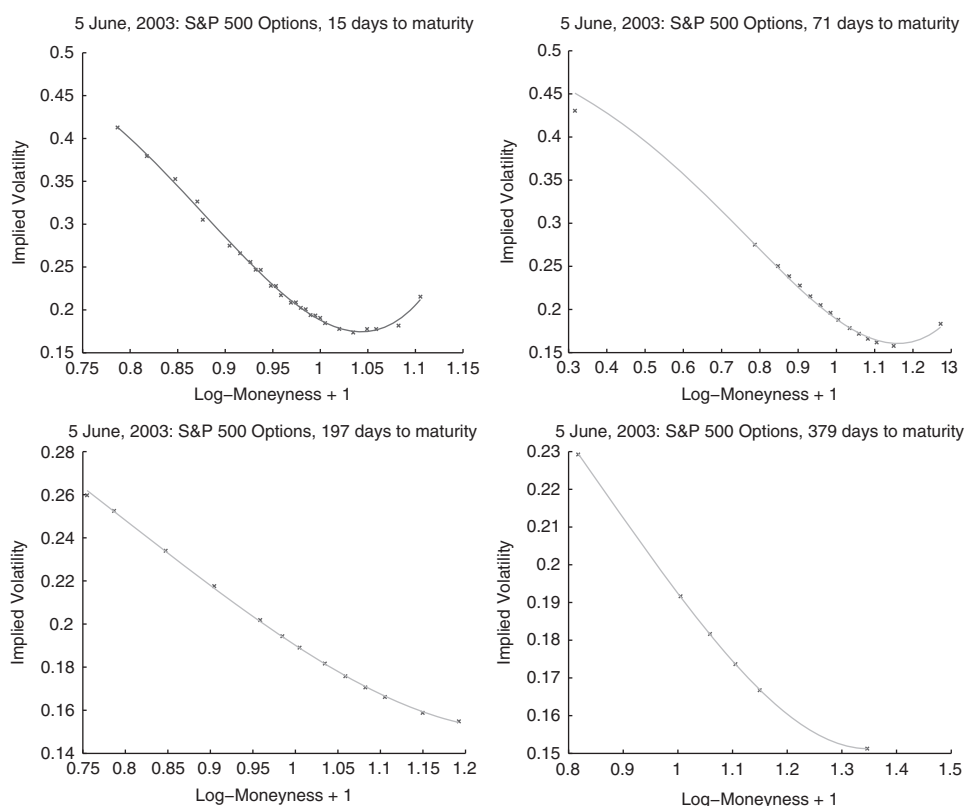 5 June, 2003: S&P 500 Options, 15 days to maturity
0.5
0.45
0.4
0.35
0.3
0.25
0.2
0.15
Implied Volatility
0.75 0.8 0.85 0.9 0.95 1 1.05 1.1 1.15
Log−Moneyness + 1
5 June, 2003: S&P 500 Options, 71 days to maturity
0.5
0.45
0.4
0.35
0.3
0.25
0.2
0.15
Implied Volatility
0.3 0.4 0.5 0.6 0.7 0.8 0.9 1.0 1.1 1.2 13
Log−Moneyness + 1
5 June, 2003: S&P 500 Options, 197 days to maturity
0.28
0.26
0.24
0.22
0.2
0.18
0.16
0.14
Implied Volatility
0.75 0.8 0.85 0.9 0.95 1 1.05 1.1 1.15 1.2
Log−Moneyness + 1
5 June, 2003: S&P 500 Options, 379 days to maturity
0.23
0.22
0.21
0.2
0.19
0.18
0.17
0.16
0.15
Implied Volatility
0.8 0.9 1 1.1 1.2 1.3 1.4 1.5
Log−Moneyness + 1